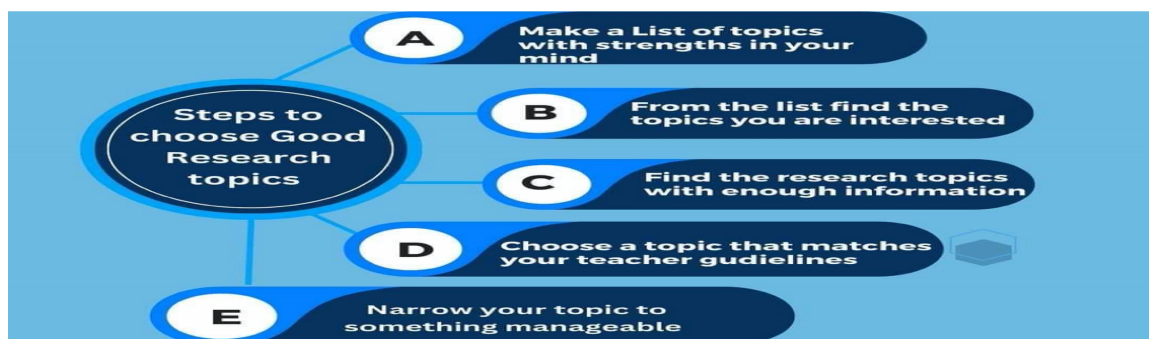 Steps to
choose Good
Research
topics
A
Make a List of topics
with strengths in your
mind
B
From the list find the
topics you are interested
C
Find the research topics
with enough information
D
Choose a topic that matches
your teacher gudielines
E
Narrow your topic to
something manageable